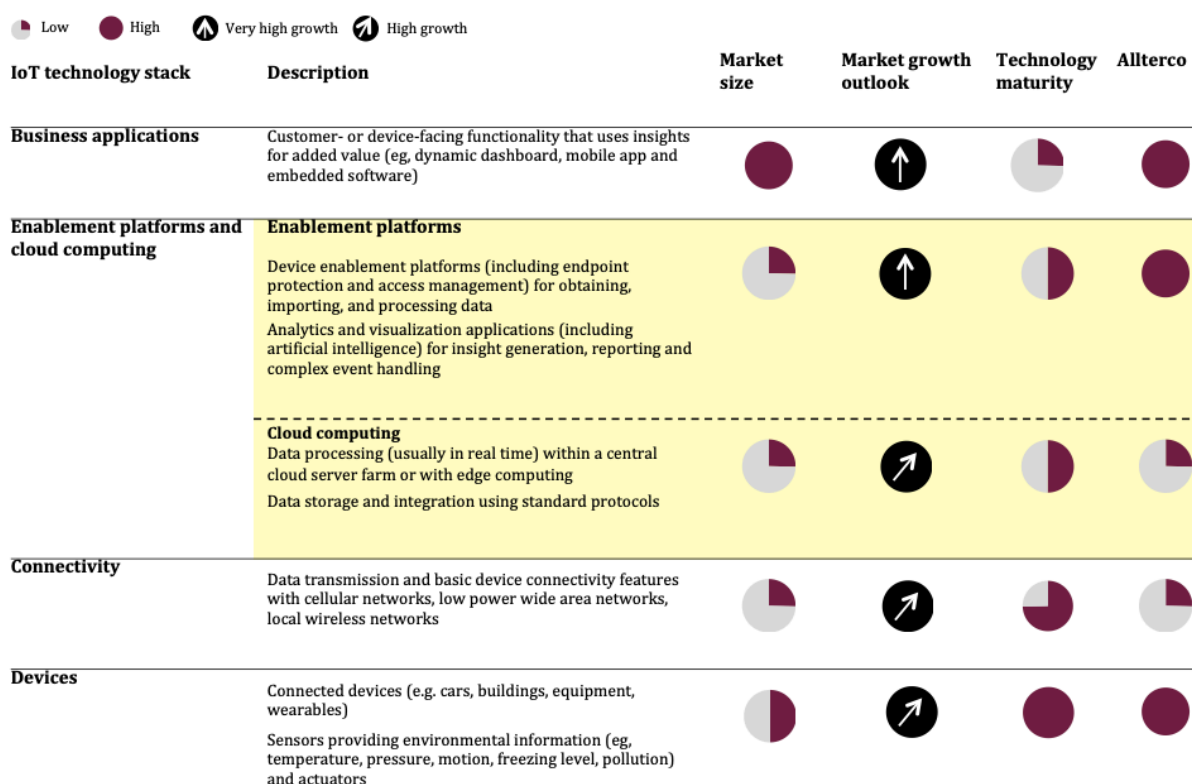 Low High Very high growth High growth
IoT technology stack Description Market size Market growth outlook Technology maturity Allterco
Business applications
Customer- or device-facing functionality that uses insights
for added value (eg, dynamic dashboard, mobile app and
embedded software)
Enablement platforms and
cloud computing
Enablement platforms
Device enablement platforms (including endpoint
protection and access management) for obtaining,
importing, and processing data
Analytics and visualization applications (including
artificial intelligence) for insight generation, reporting and
complex event handling
Cloud computing
Data processing (usually in real time) within a central
cloud server farm or with edge computing
Data storage and integration using standard protocols
Connectivity
Data transmission and basic device connectivity features
with cellular networks, low power wide area networks,
local wireless networks
Devices
Connected devices (e.g. cars, buildings, equipment,
wearables)
Sensors providing environmental information (eg,
temperature, pressure, motion, freezing level, pollution)
and actuators